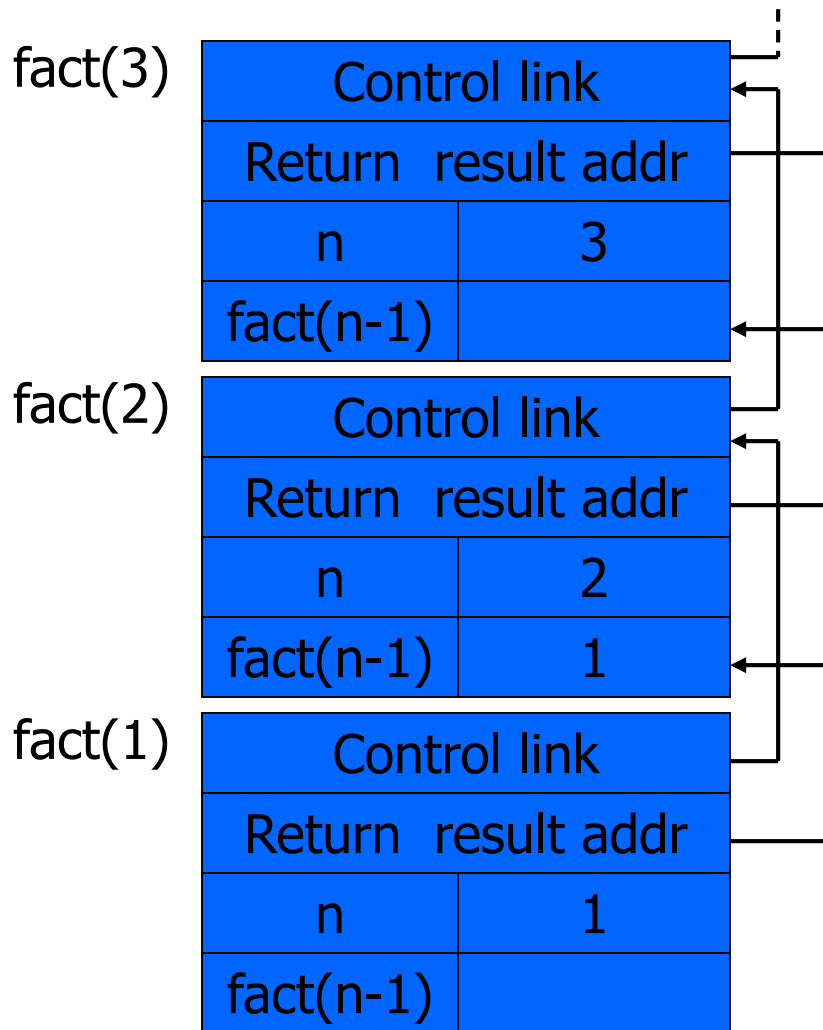 fact(3)
Control link
Return result addr
n 3
fact(n-1)
fact(2)
Control link
Return result addr
n 2
fact(n-1) 1
fact(1)
Control link
Return result addr
n 1
fact(n-1)